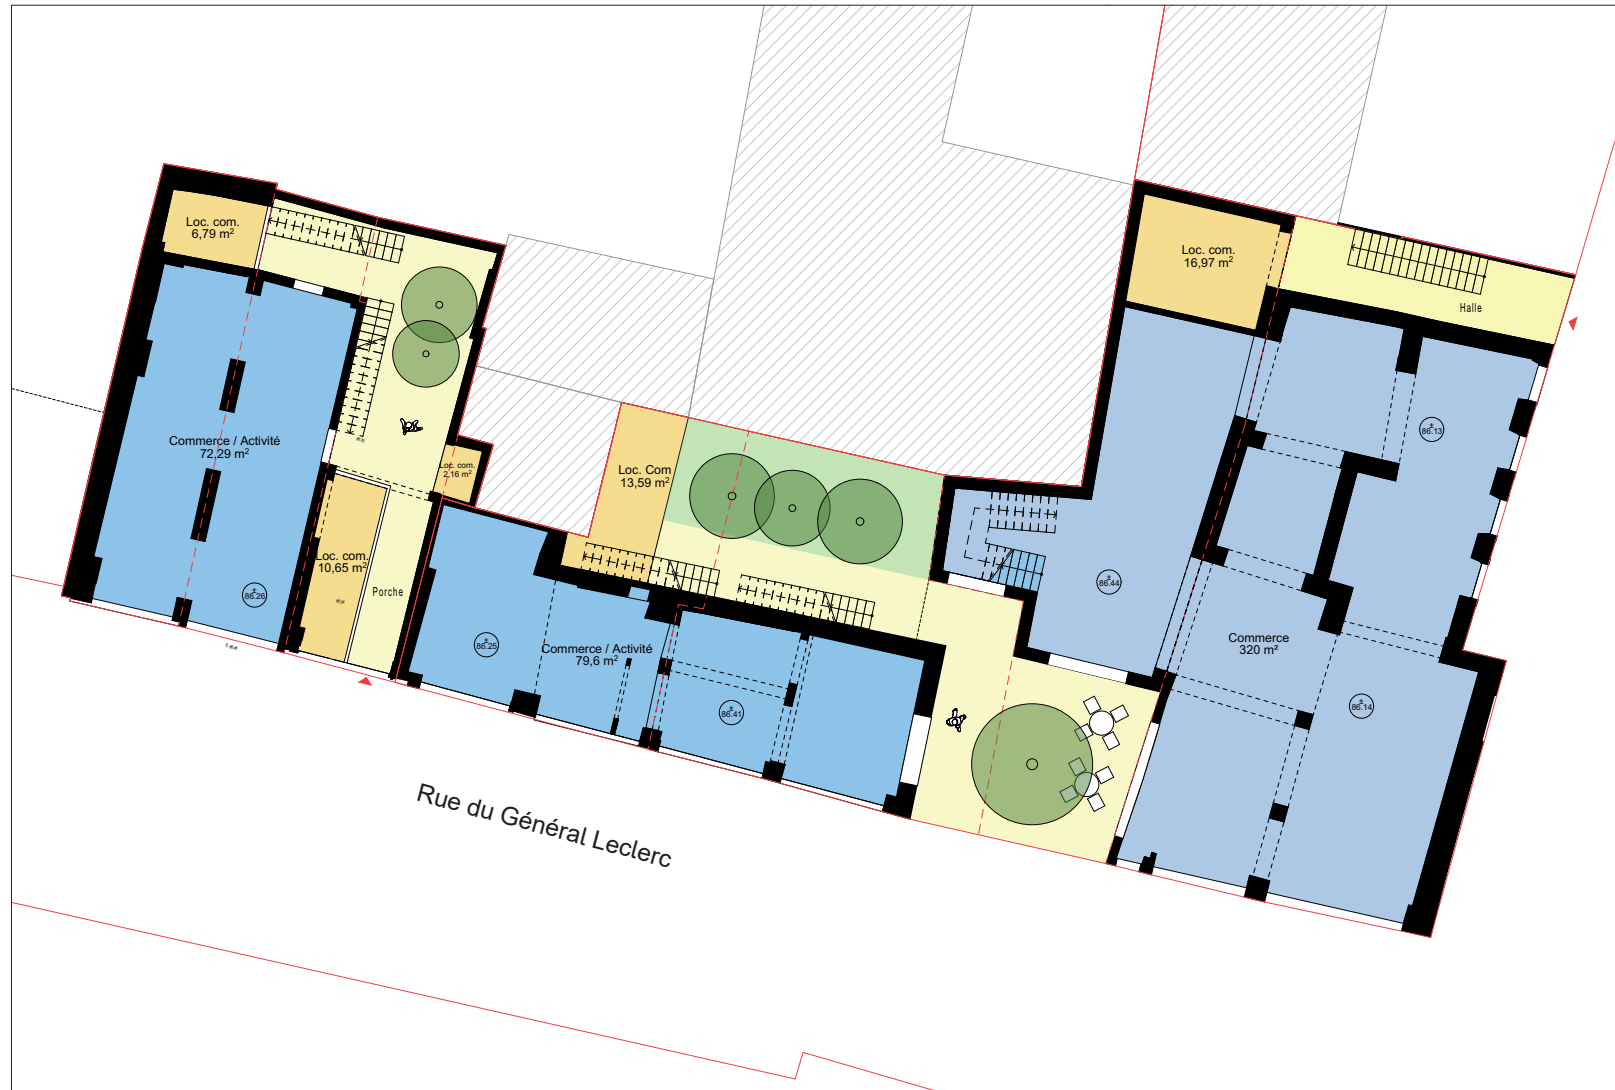 Loc. com.
6,79 m²
Loc. com.
16,97 m²
Halle
±
86.13
Commerce / Activité
72,29 m²
Loc. com.
2,16 m²
Loc. Com
13,59 m²
Loc. com.
10,65 m²
Porche
±
86.26
±
86.44
±
86.25
Commerce / Activité
79,6 m²
Commerce
320 m²
±
86.41
±
86.14
Rue du Général Leclerc